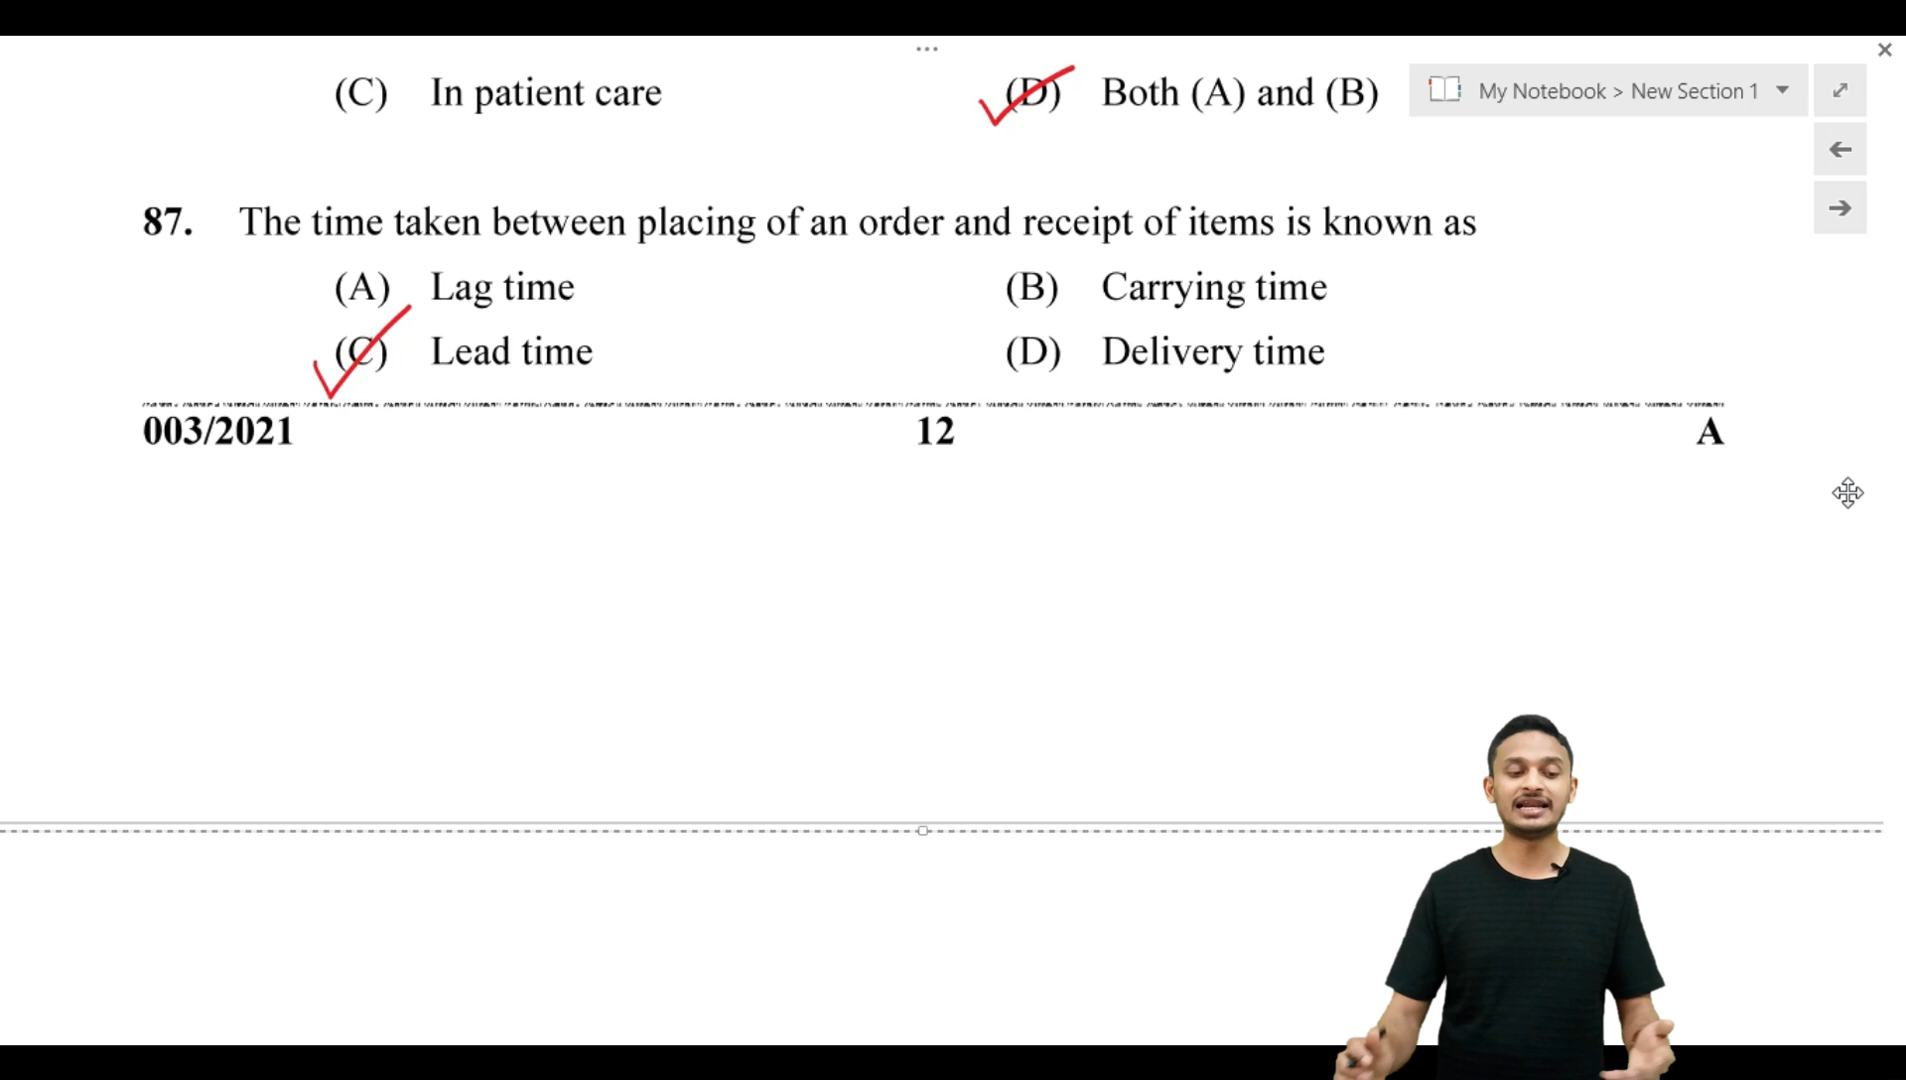 (C) In patient care (D) Both (A) and (B)
My Notebook > New Section 1
87. The time taken between placing of an order and receipt of items is known as
(A) Lag time (B) Carrying time
(C) Lead time (D) Delivery time
003/2021 12 A